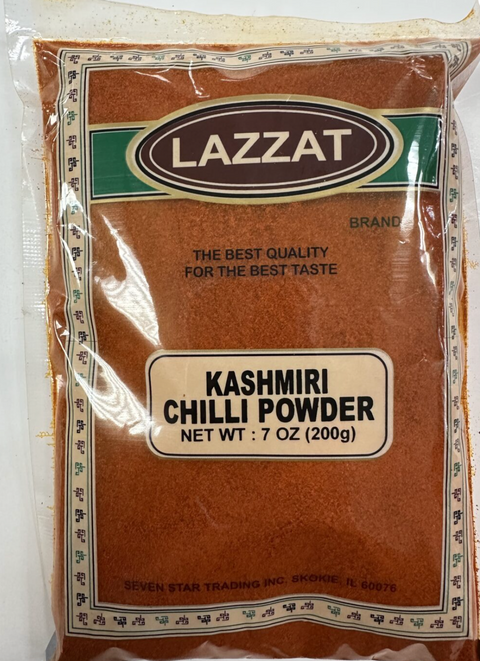 LAZZAT
BRAND
THE BEST QUALITY
FOR THE BEST TASTE
KASHMIRI
CHILLI POWDER
NET WT : 7 OZ (200g)
SEVEN STAR TRADING INC. SKOKIE, IL 60076